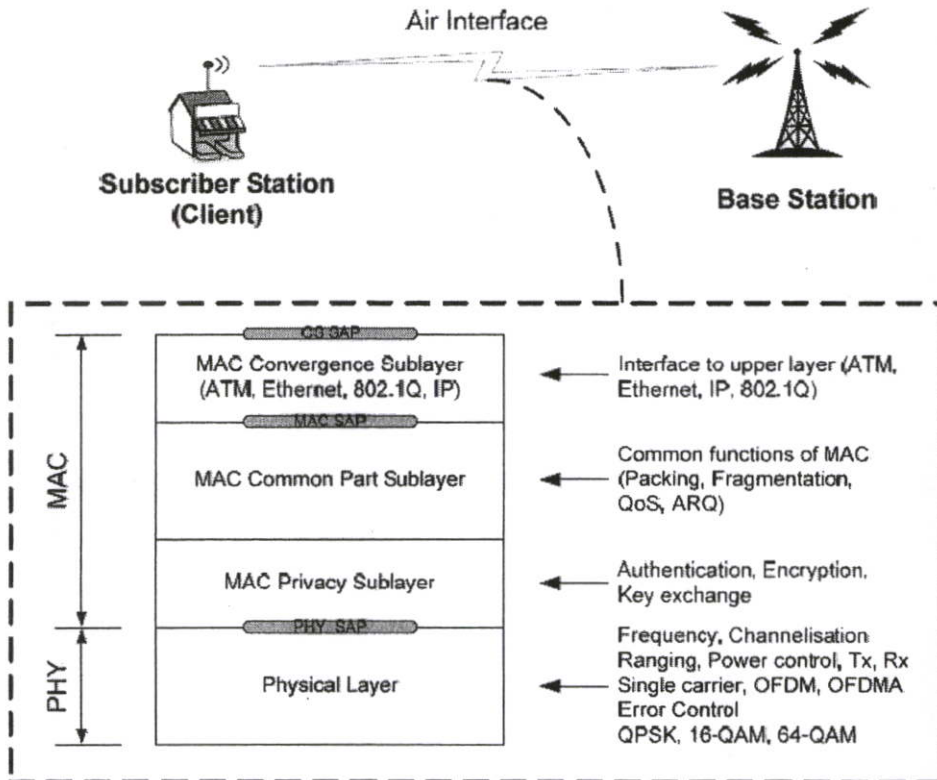 Air Interface
Subscriber Station
(Client)
Base Station
CS SAP
MAC Convergence Sublayer
(ATM, Ethernet, 802.1Q, IP)
Interface to upper layer (ATM,
Ethernet, IP, 802.1Q)
MAC SAP
MAC Common Part Sublayer
Common functions of MAC
(Packing, Fragmentation,
QoS, ARQ)
MAC
MAC Privacy Sublayer
Authentication, Encryption,
Key exchange
PHY SAP
Physical Layer
PHY
Frequency, Channelisation
Ranging, Power control, Tx, Rx
Single carrier, OFDM, OFDMA
Error Control
QPSK, 16-QAM, 64-QAM